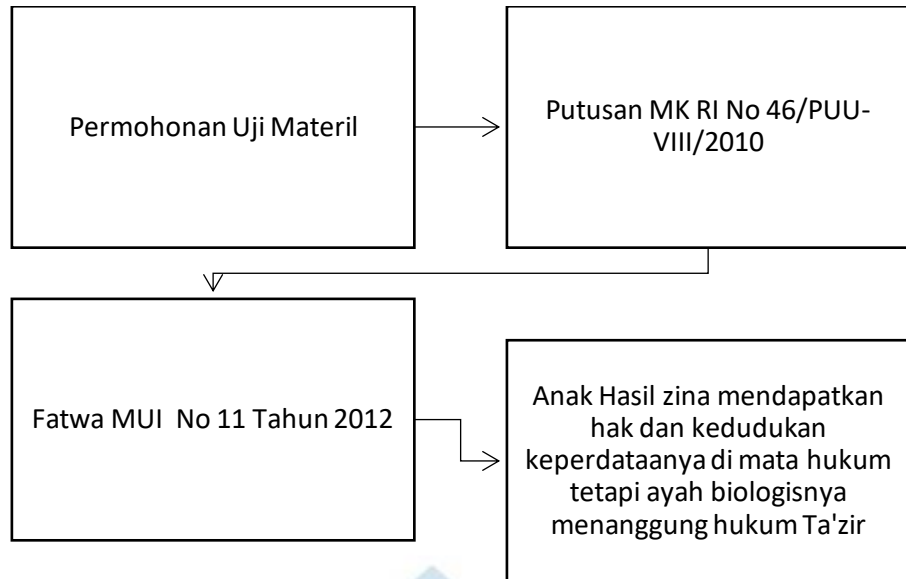 Permohonan Uji Materil
Putusan MK RI No 46/PUU-
VIII/2010
Fatwa MUI  No 11 Tahun 2012
Anak Hasil zina mendapatkan
hak dan kedudukan
keperdataanya di mata hukum
tetapi ayah biologisnya
menanggung hukum Ta'zir